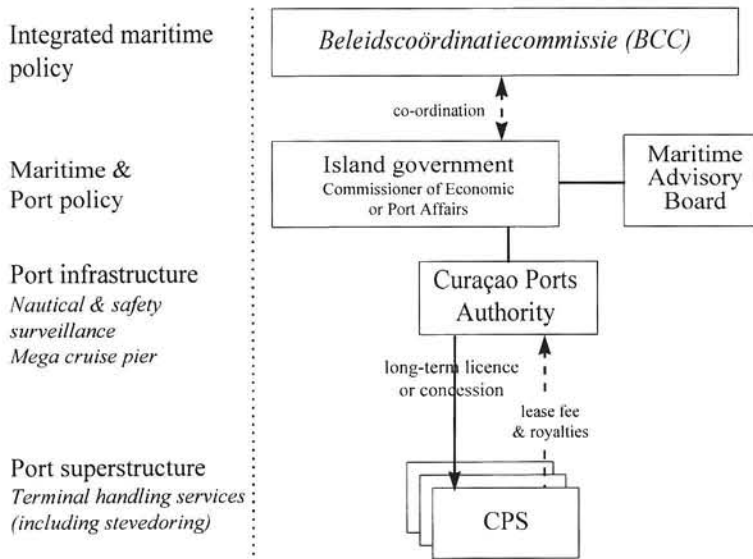 Integrated maritime
policy
Beleidscoördinatiecommissie (BCC)
co-ordination
Maritime &
Port policy
Island government
Commissioner of Economic
or Port Affairs
Maritime
Advisory
Board
Port infrastructure
Nautical & safety
surveillance
Mega cruise pier
Curaçao Ports
Authority
long-term licence
or concession
lease fee
& royalties
Port superstructure
Terminal handling services
(including stevedoring)
CPS